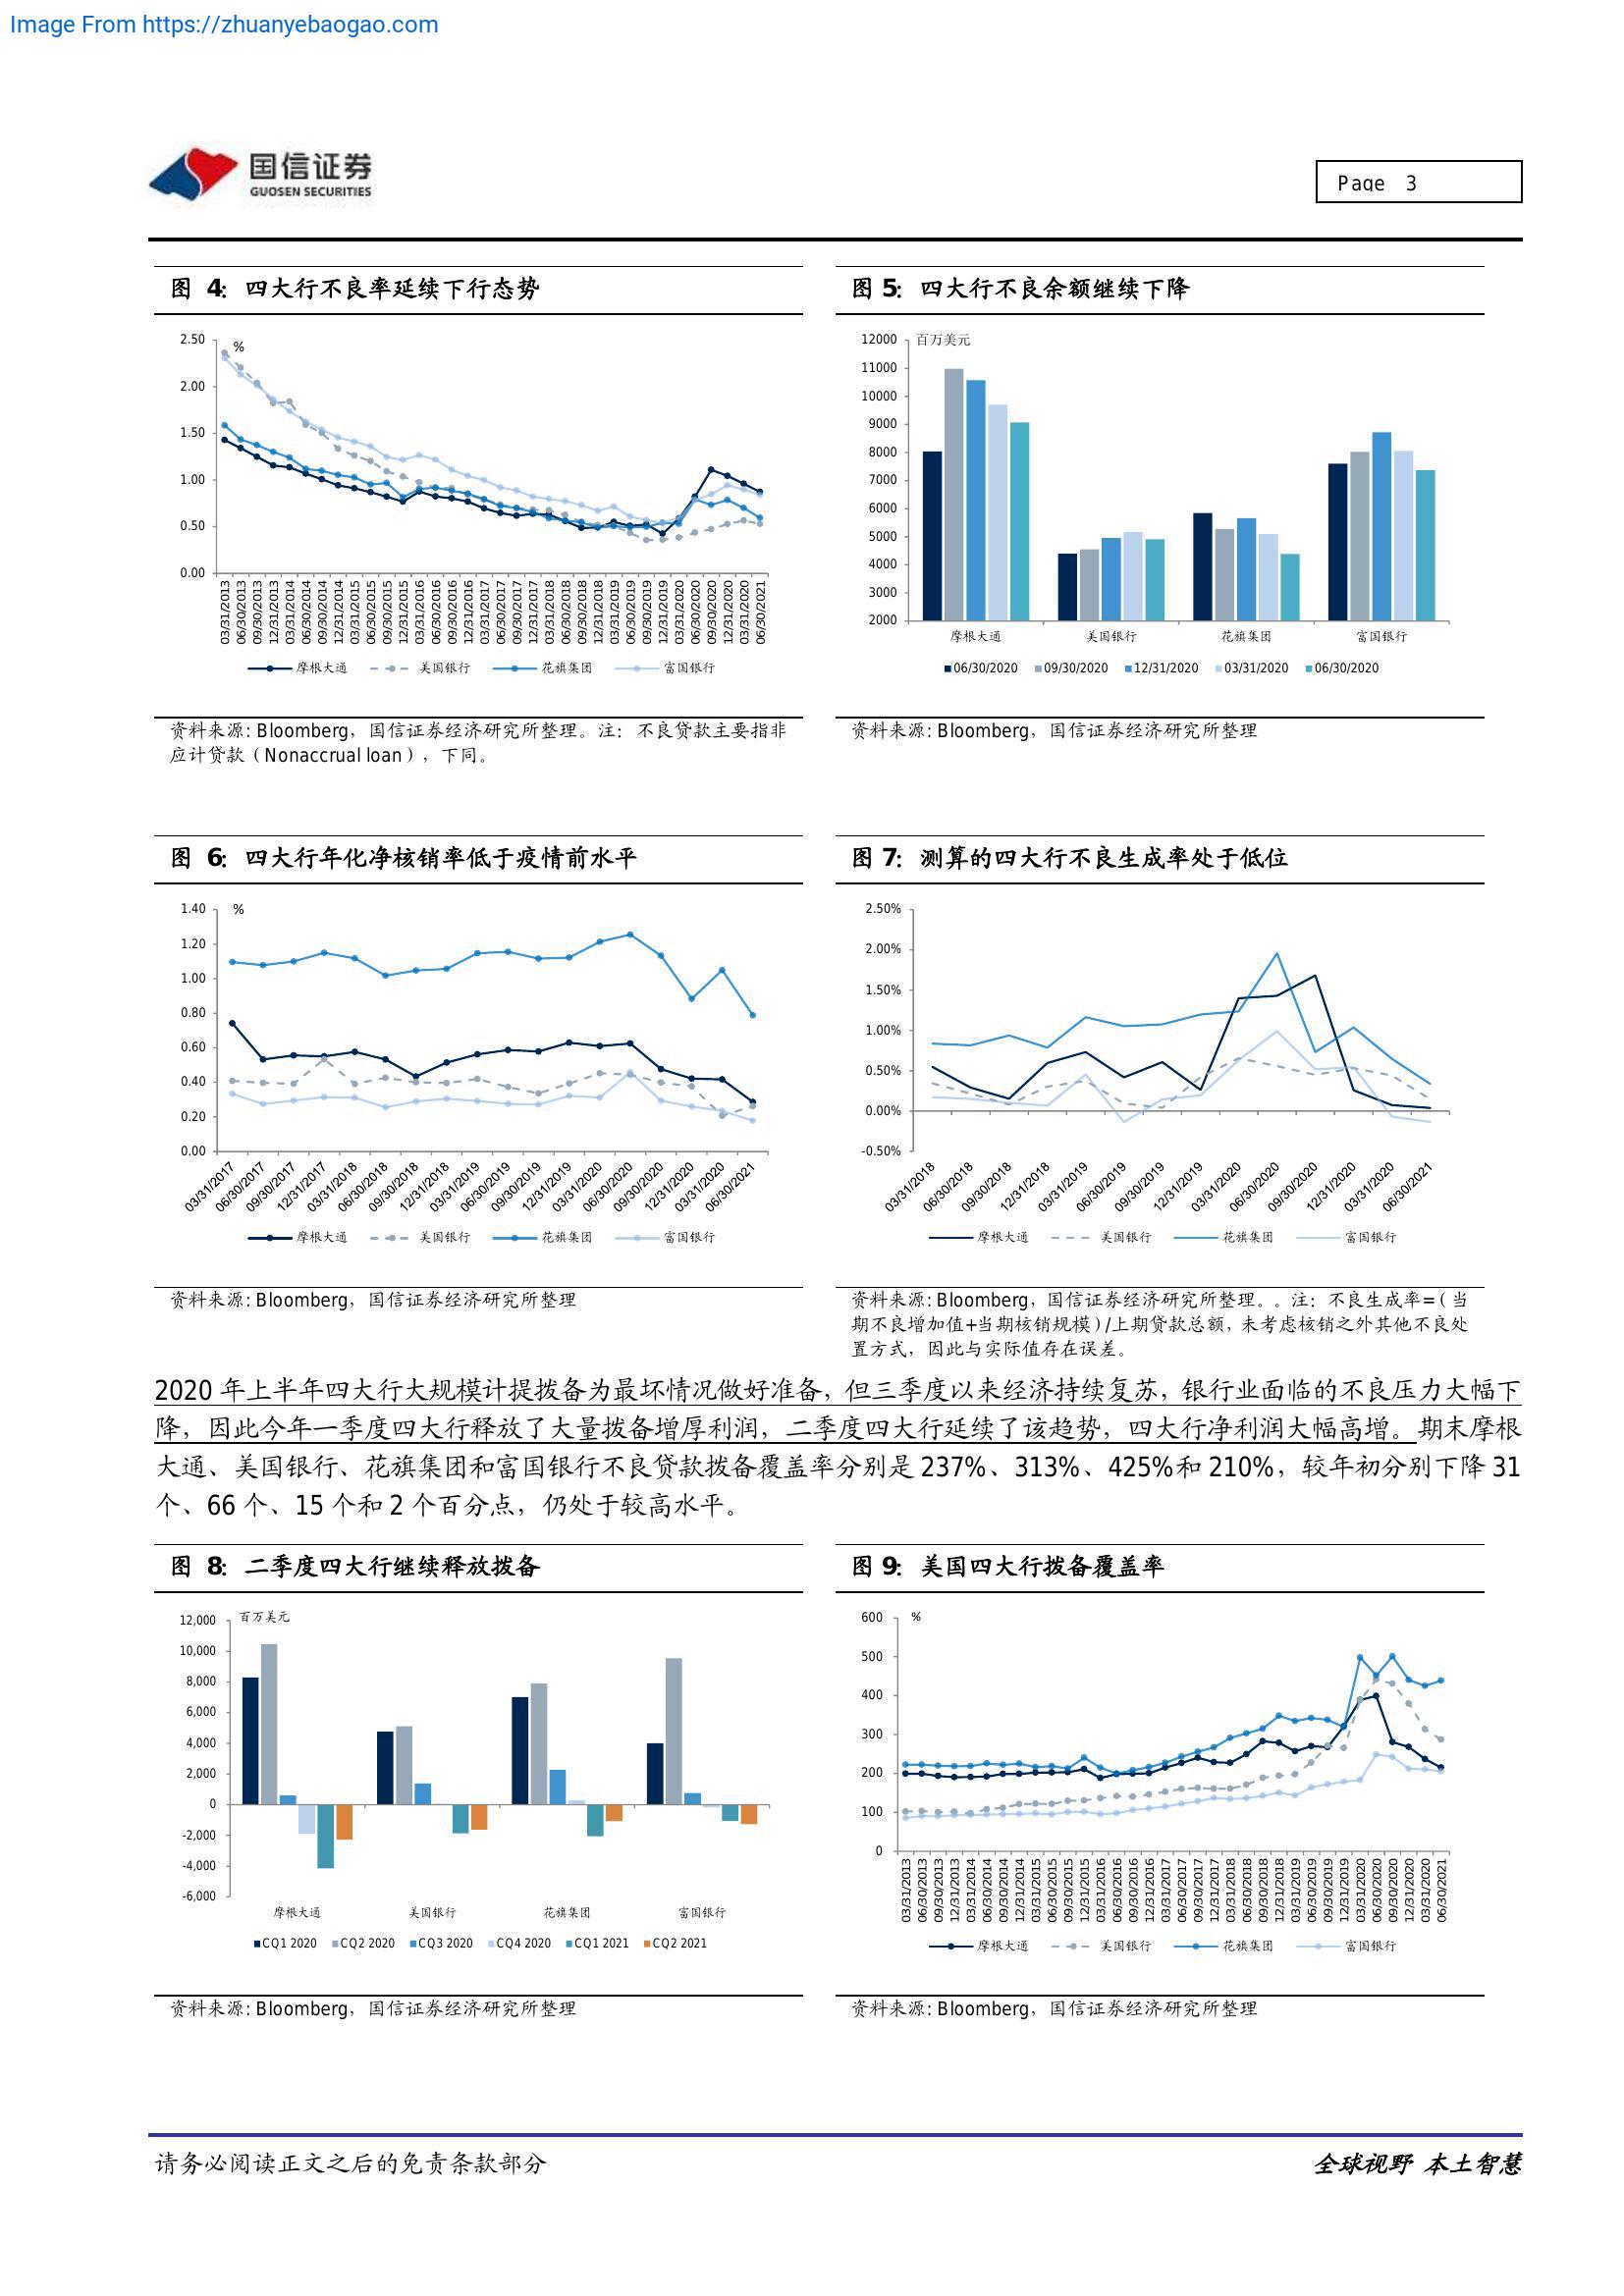 Image From https://zhuanyebaogao.com
国信证券
GUOSEN SECURITIES
Page 3
图 4：四大行不良率延续下行态势
%
2.50
2.00
1.50
1.00
0.50
0.00
03/31/2013 06/30/2013 09/30/2013 12/31/2013 03/31/2014 06/30/2014 09/30/2014 12/31/2014 03/31/2015 06/30/2015 09/30/2015 12/31/2015 03/31/2016 06/30/2016 09/30/2016 12/31/2016 03/31/2017 06/30/2017 09/30/2017 12/31/2017 03/31/2018 06/30/2018 09/30/2018 12/31/2018 03/31/2019 06/30/2019 09/30/2019 12/31/2019 03/31/2020 06/30/2020 09/30/2020 12/31/2020 03/31/2020 06/30/2021
摩根大通 美国银行 花旗集团 富国银行
资料来源: Bloomberg，国信证券经济研究所整理。注：不良贷款主要指非
应计贷款（Nonaccrual loan），下同。
图 5：四大行不良余额继续下降
百万美元
12000
11000
10000
9000
8000
7000
6000
5000
4000
3000
2000
摩根大通 美国银行 花旗集团 富国银行
06/30/2020 09/30/2020 12/31/2020 03/31/2020 06/30/2020
资料来源: Bloomberg，国信证券经济研究所整理
图 6：四大行年化净核销率低于疫情前水平
%
1.40
1.20
1.00
0.80
0.60
0.40
0.20
0.00
03/31/2017 06/30/2017 09/30/2017 12/31/2017 03/31/2018 06/30/2018 09/30/2018 12/31/2018 03/31/2019 06/30/2019 09/30/2019 12/31/2019 03/31/2020 06/30/2020 09/30/2020 12/31/2020 03/31/2020 06/30/2021
摩根大通 美国银行 花旗集团 富国银行
资料来源: Bloomberg，国信证券经济研究所整理
图 7：测算的四大行不良生成率处于低位
2.50%
2.00%
1.50%
1.00%
0.50%
0.00%
-0.50%
03/31/2018 06/30/2018 09/30/2018 12/31/2018 03/31/2019 06/30/2019 09/30/2019 12/31/2019 03/31/2020 06/30/2020 09/30/2020 12/31/2020 03/31/2020 06/30/2021
摩根大通 美国银行 花旗集团 富国银行
资料来源: Bloomberg，国信证券经济研究所整理。。注：不良生成率=（当
期不良增加值+当期核销规模）/上期贷款总额，未考虑核销之外其他不良处
置方式，因此与实际值存在误差。
2020 年上半年四大行大规模计提拨备为最坏情况做好准备，但三季度以来经济持续复苏，银行业面临的不良压力大幅下
降，因此今年一季度四大行释放了大量拨备增厚利润，二季度四大行延续了该趋势，四大行净利润大幅高增。期末摩根
大通、美国银行、花旗集团和富国银行不良贷款拨备覆盖率分别是 237%、313%、425%和 210%，较年初分别下降 31
个、66 个、15 个和 2 个百分点，仍处于较高水平。
图 8：二季度四大行继续释放拨备
百万美元
12,000
10,000
8,000
6,000
4,000
2,000
0
-2,000
-4,000
-6,000
摩根大通 美国银行 花旗集团 富国银行
CQ1 2020 CQ2 2020 CQ3 2020 CQ4 2020 CQ1 2021 CQ2 2021
资料来源: Bloomberg，国信证券经济研究所整理
图 9：美国四大行拨备覆盖率
%
600
500
400
300
200
100
0
03/31/2013 06/30/2013 09/30/2013 12/31/2013 03/31/2014 06/30/2014 09/30/2014 12/31/2014 03/31/2015 06/30/2015 09/30/2015 12/31/2015 03/31/2016 06/30/2016 09/30/2016 12/31/2016 03/31/2017 06/30/2017 09/30/2017 12/31/2017 03/31/2018 06/30/2018 09/30/2018 12/31/2018 03/31/2019 06/30/2019 09/30/2019 12/31/2019 03/31/2020 06/30/2020 09/30/2020 12/31/2020 03/31/2020 06/30/2021
摩根大通 美国银行 花旗集团 富国银行
资料来源: Bloomberg，国信证券经济研究所整理
请务必阅读正文之后的免责条款部分
全球视野 本土智慧